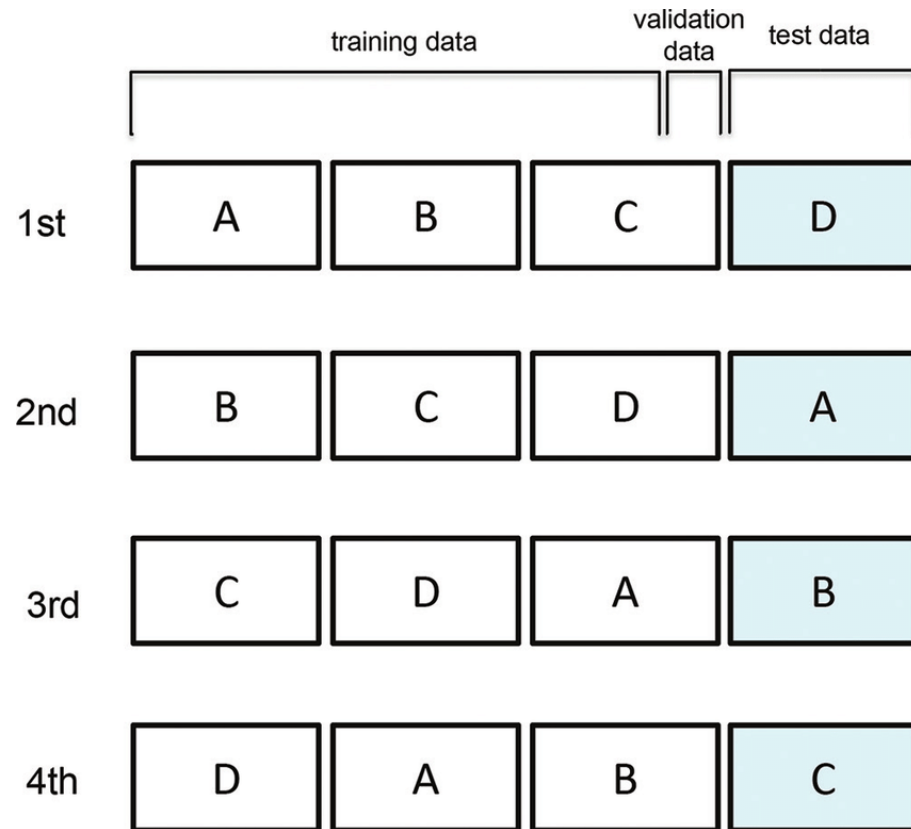 training data
validation
data
test data
1st A B C D
2nd B C D A
3rd C D A B
4th D A B C